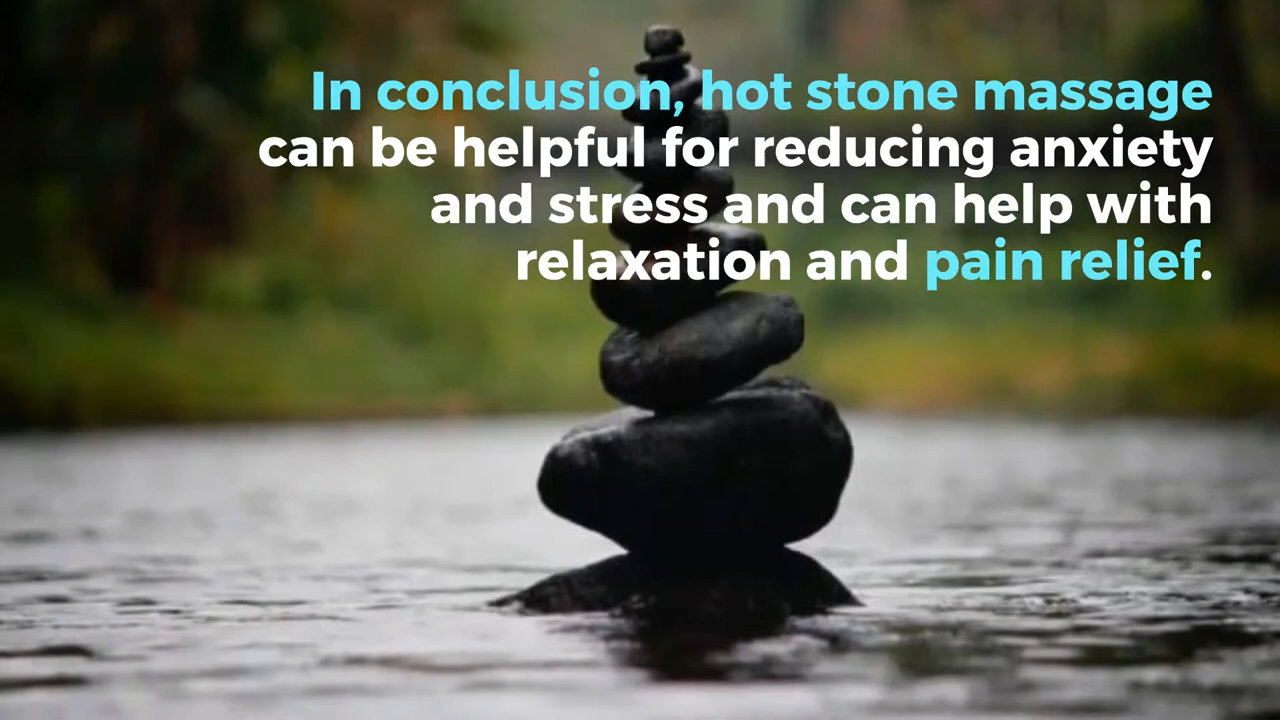 In conclusion, hot stone massage
can be helpful for reducing anxiety
and stress and can help with
relaxation and pain relief.